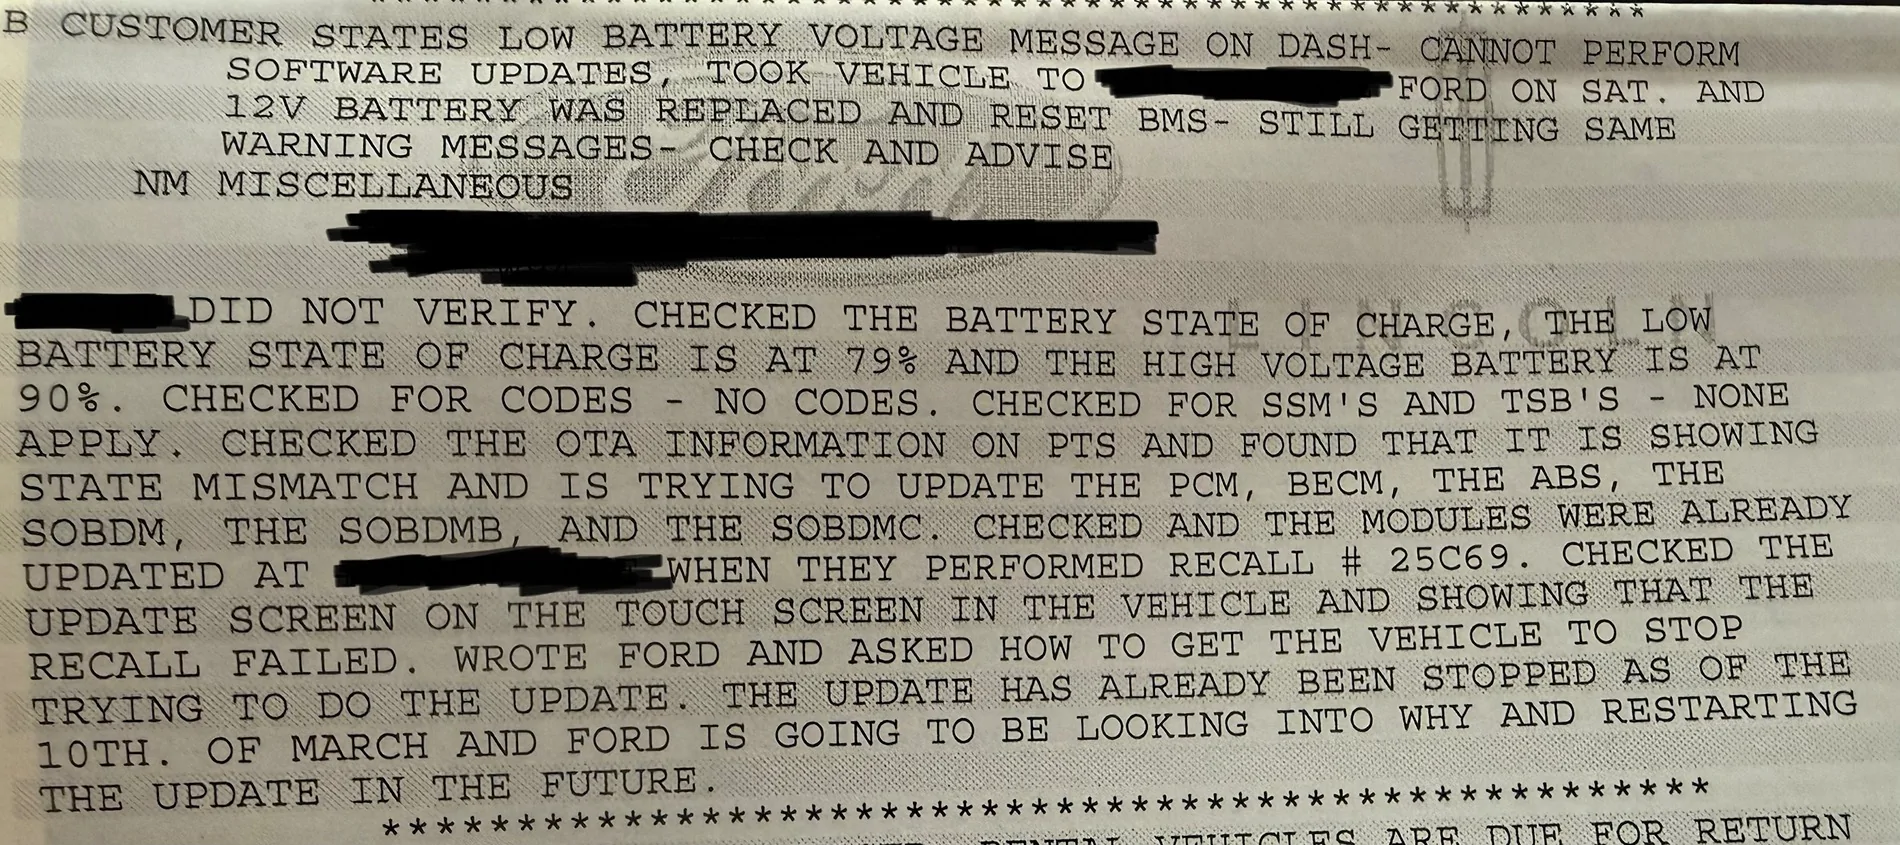 ****************************************
B CUSTOMER STATES LOW BATTERY VOLTAGE MESSAGE ON DASH- CANNOT PERFORM
SOFTWARE UPDATES, TOOK VEHICLE TO FORD ON SAT. AND
12V BATTERY WAS REPLACED AND RESET BMS- STILL GETTING SAME
WARNING MESSAGES- CHECK AND ADVISE
NM MISCELLANEOUS
DID NOT VERIFY. CHECKED THE BATTERY STATE OF CHARGE, THE LOW
BATTERY STATE OF CHARGE IS AT 79% AND THE HIGH VOLTAGE BATTERY IS AT
90%. CHECKED FOR CODES - NO CODES. CHECKED FOR SSM'S AND TSB'S - NONE
APPLY. CHECKED THE OTA INFORMATION ON PTS AND FOUND THAT IT IS SHOWING
STATE MISMATCH AND IS TRYING TO UPDATE THE PCM, BECM, THE ABS, THE
SOBDM, THE SOBDMB, AND THE SOBDMC. CHECKED AND THE MODULES WERE ALREADY
UPDATED AT WHEN THEY PERFORMED RECALL # 25C69. CHECKED THE
UPDATE SCREEN ON THE TOUCH SCREEN IN THE VEHICLE AND SHOWING THAT THE
RECALL FAILED. WROTE FORD AND ASKED HOW TO GET THE VEHICLE TO STOP
TRYING TO DO THE UPDATE. THE UPDATE HAS ALREADY BEEN STOPPED AS OF THE
10TH. OF MARCH AND FORD IS GOING TO BE LOOKING INTO WHY AND RESTARTING
THE UPDATE IN THE FUTURE.
**************************************************
RENTAL VEHICLES ARE DUE FOR RETURN
Ford
LINCOLN